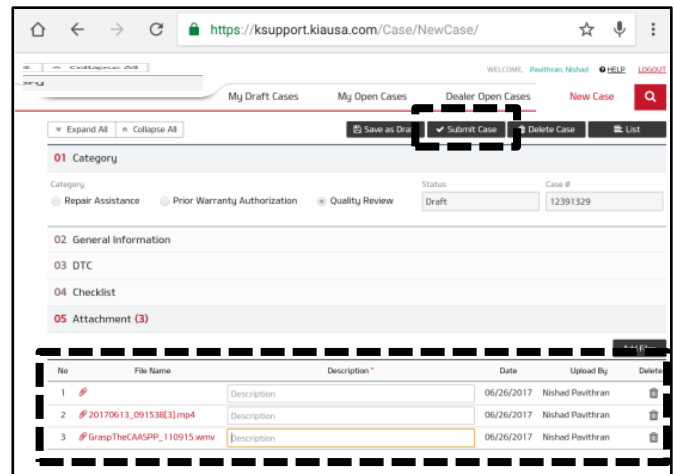 https://ksupport.kiausa.com/Case/NewCase/
Collapse All
WELCOME, Pavithran, Nishad HELP LOGOUT
ory
My Draft Cases My Open Cases Dealer Open Cases New Case
Expand All Collapse All Save as Draf Submit Case Delete Case List
01 Category
Category Status Case #
Repair Assistance Prior Warranty Authorization Quality Review Draft 12391329
02 General Information
03 DTC
04 Checklist
05 Attachment (3)
No File Name Description * Date Upload By Delete
1 Description 06/26/2017 Nishad Pavithran
2 20170613_091538[3].mp4 Description 06/26/2017 Nishad Pavithran
3 GraspTheCAASPP_110915.wmv Description 06/26/2017 Nishad Pavithran